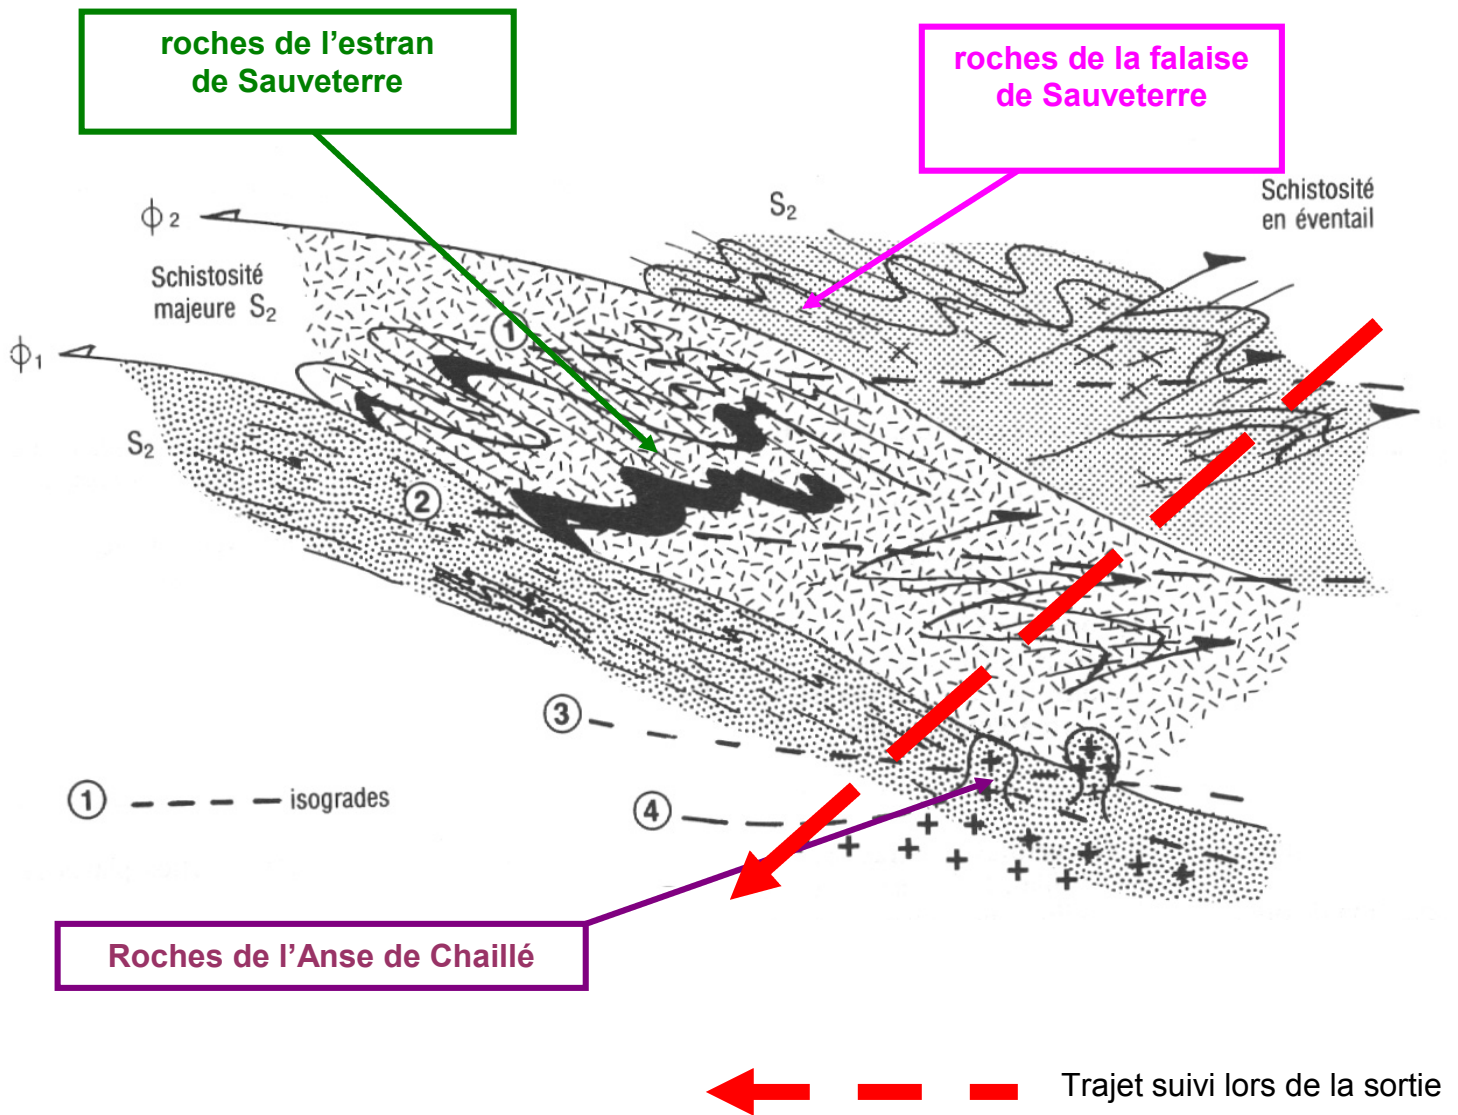 roches de l’estran
de Sauveterre
roches de la falaise
de Sauveterre
S2
Schistosité
en éventail
ϕ2
Schistosité
majeure S2
1
ϕ1
S2
2
3
1 isogrades
4
Roches de l’Anse de Chaillé
Trajet suivi lors de la sortie